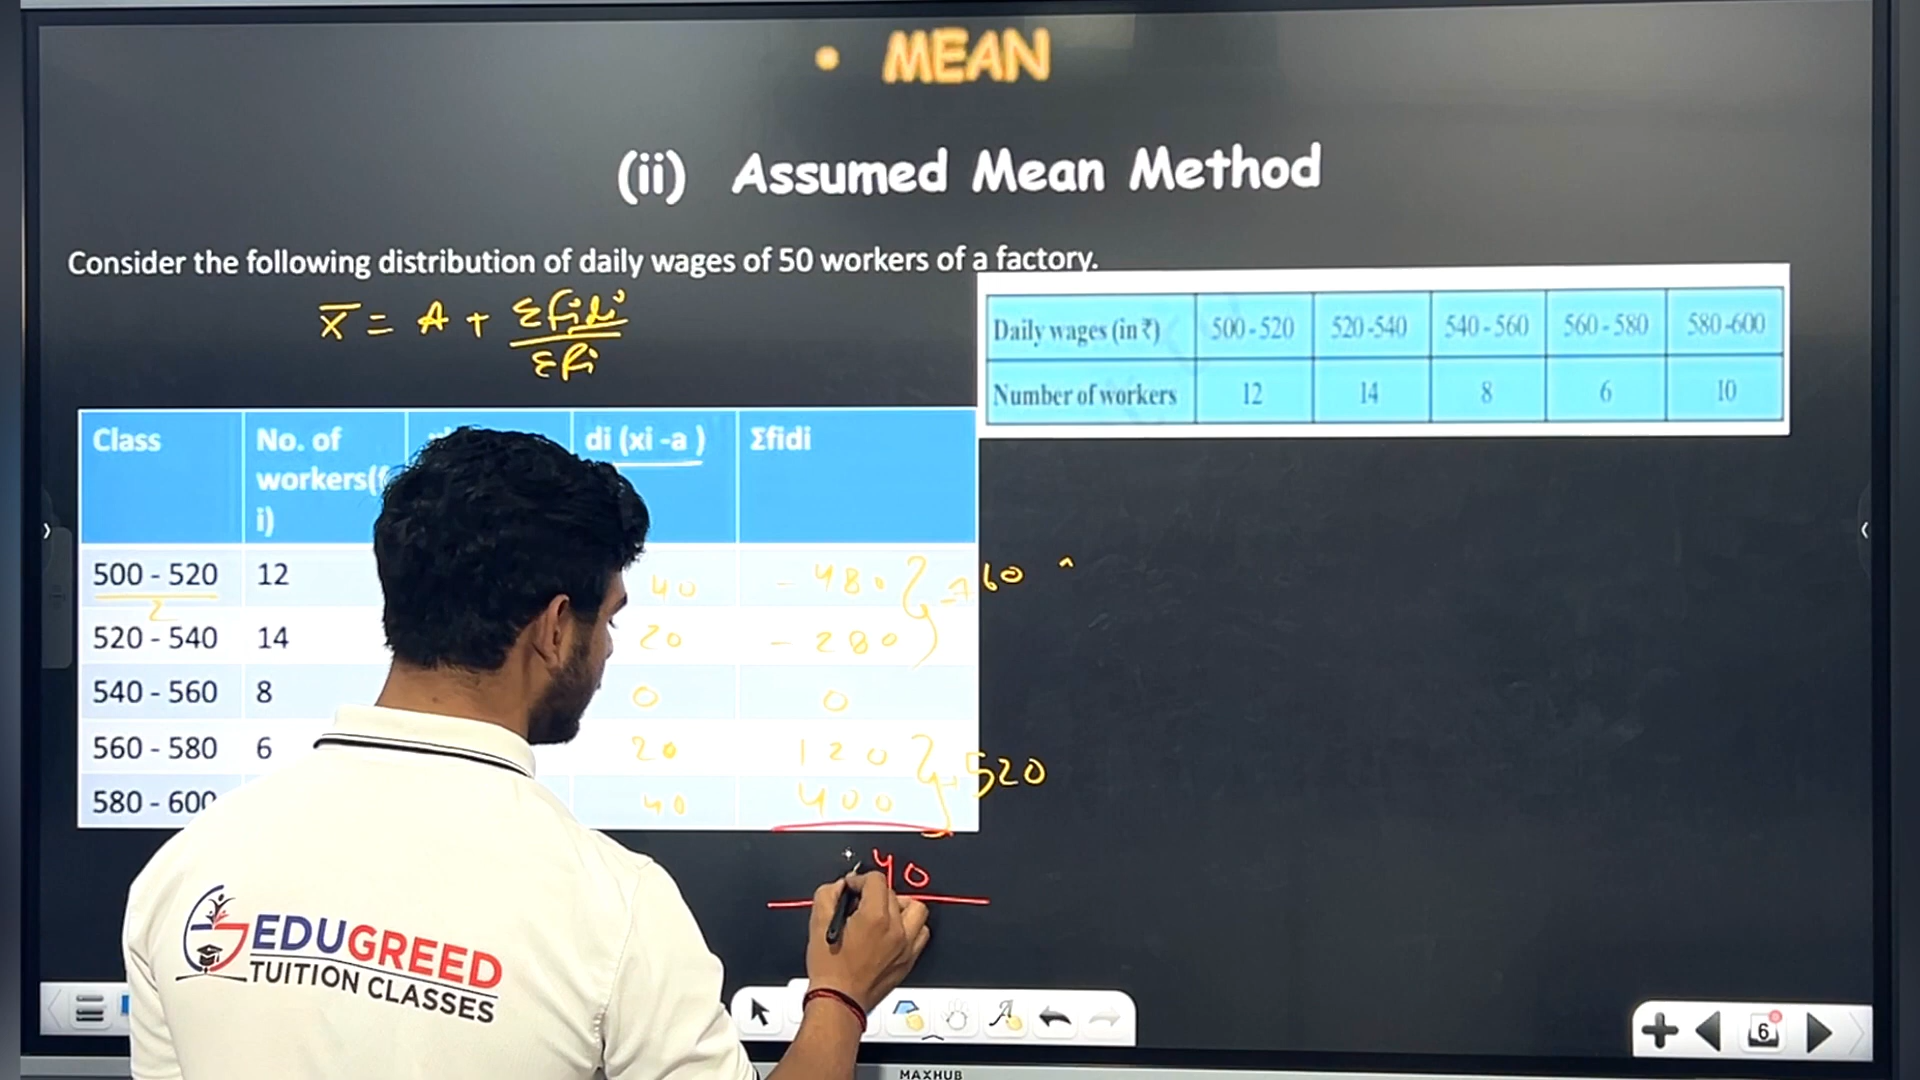 • MEAN
(ii) Assumed Mean Method
Consider the following distribution of daily wages of 50 workers of a factory.
x̄ = A + Σfidi / Σfi
Daily wages (in ₹) 500-520 520-540 540-560 560-580 580-600
Number of workers 12 14 8 6 10
Class No. of workers(fi) di (xi -a ) Σfidi
500 - 520 12 40 - 480 -760
2
520 - 540 14 20 - 280
540 - 560 8 0 0
560 - 580 6 20 120 520
580 - 600 40 400
40
EDUGREED
TUITION CLASSES
6
MAXHUB